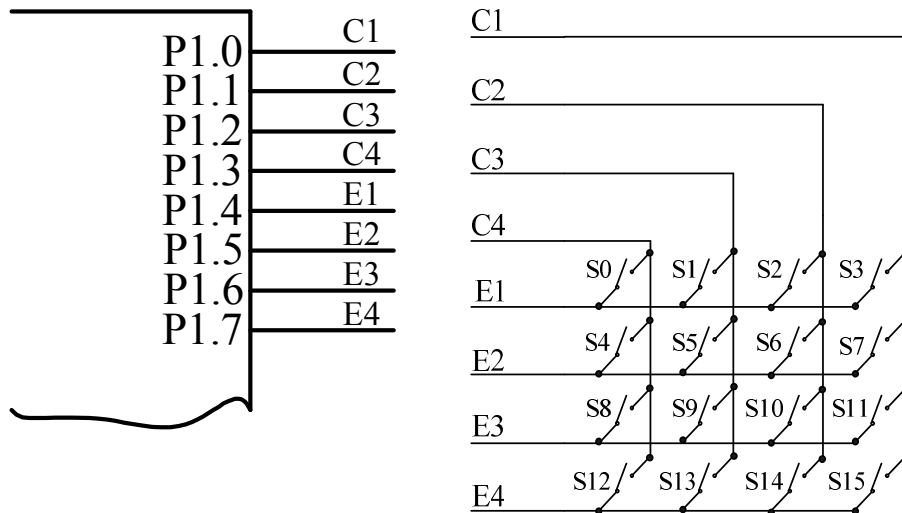 P1.0 C1
P1.1 C2
P1.2 C3
P1.3 C4
P1.4 E1
P1.5 E2
P1.6 E3
P1.7 E4
C1
C2
C3
C4
S0 S1 S2 S3
E1
S4 S5 S6 S7
E2
S8 S9 S10 S11
E3
S12 S13 S14 S15
E4